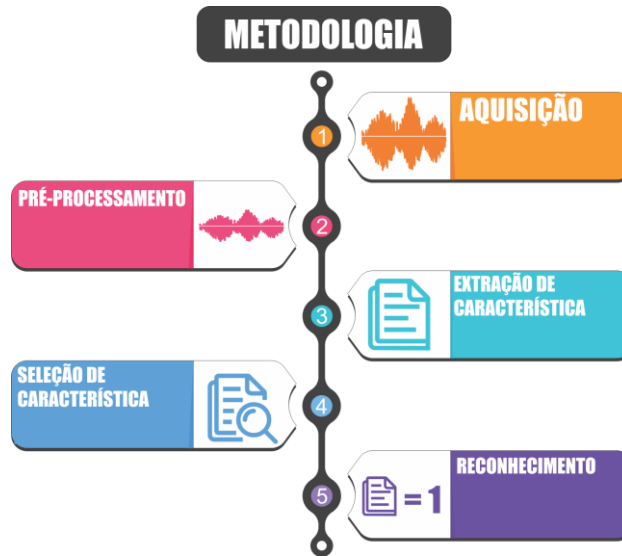 METODOLOGIA
1
AQUISIÇÃO
PRÉ-PROCESSAMENTO
2
3
EXTRAÇÃO DE
CARACTERÍSTICA
SELEÇÃO DE
CARACTERÍSTICA
4
5
= 1
RECONHECIMENTO